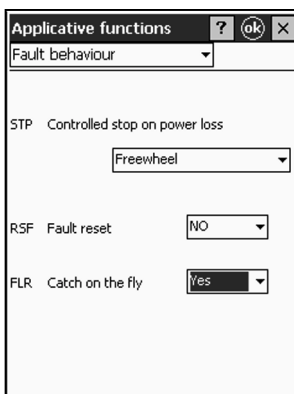 Applicative functions ? ok ×
Fault behaviour
STP Controlled stop on power loss
Freewheel
RSF Fault reset NO
FLR Catch on the fly Yes